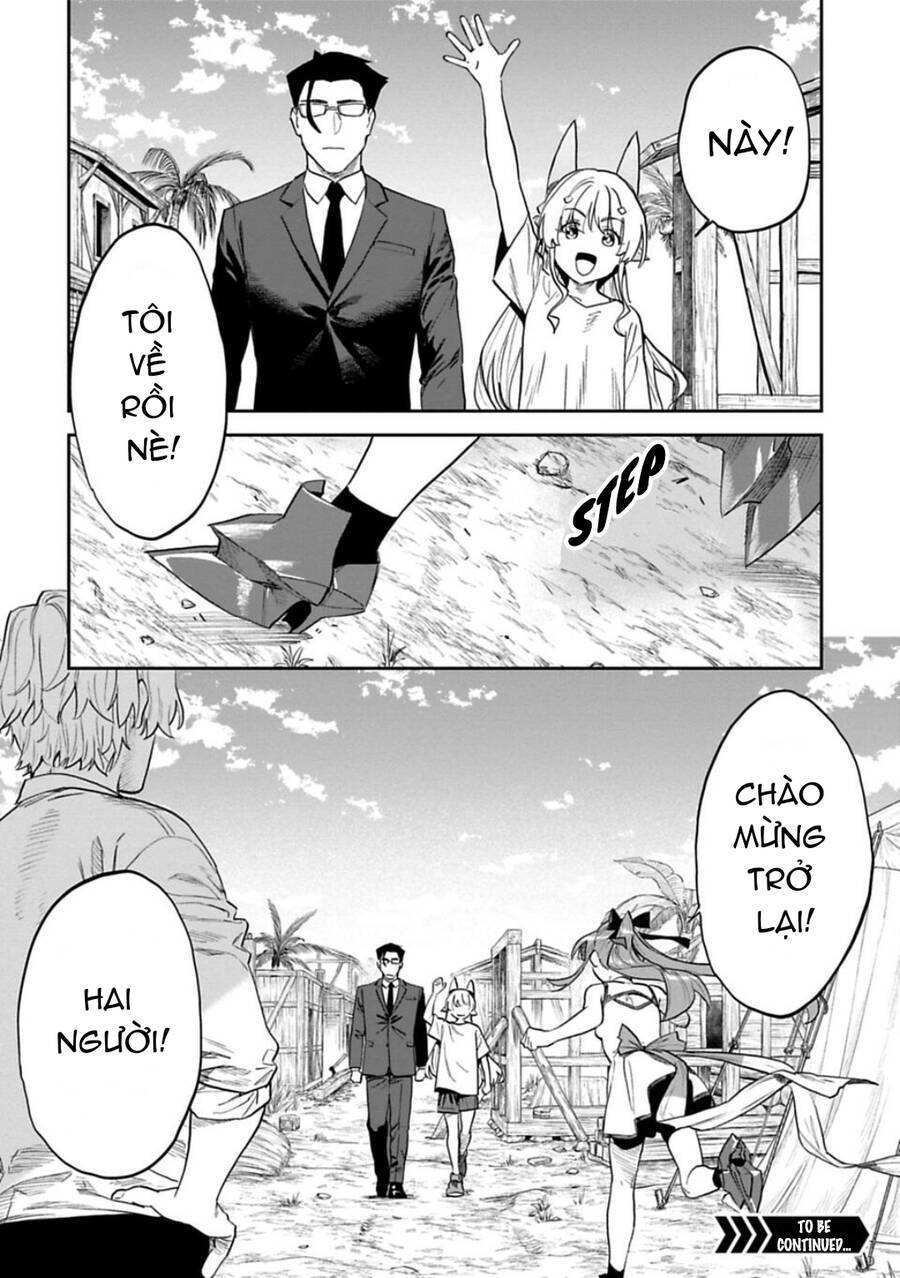 NÀY!
TÔI
VỀ
RỒI
NÈ!
STEP
CHÀO
MỪNG
TRỞ
LẠI!
HAI
NGƯỜI!
TO BE
CONTINUED...